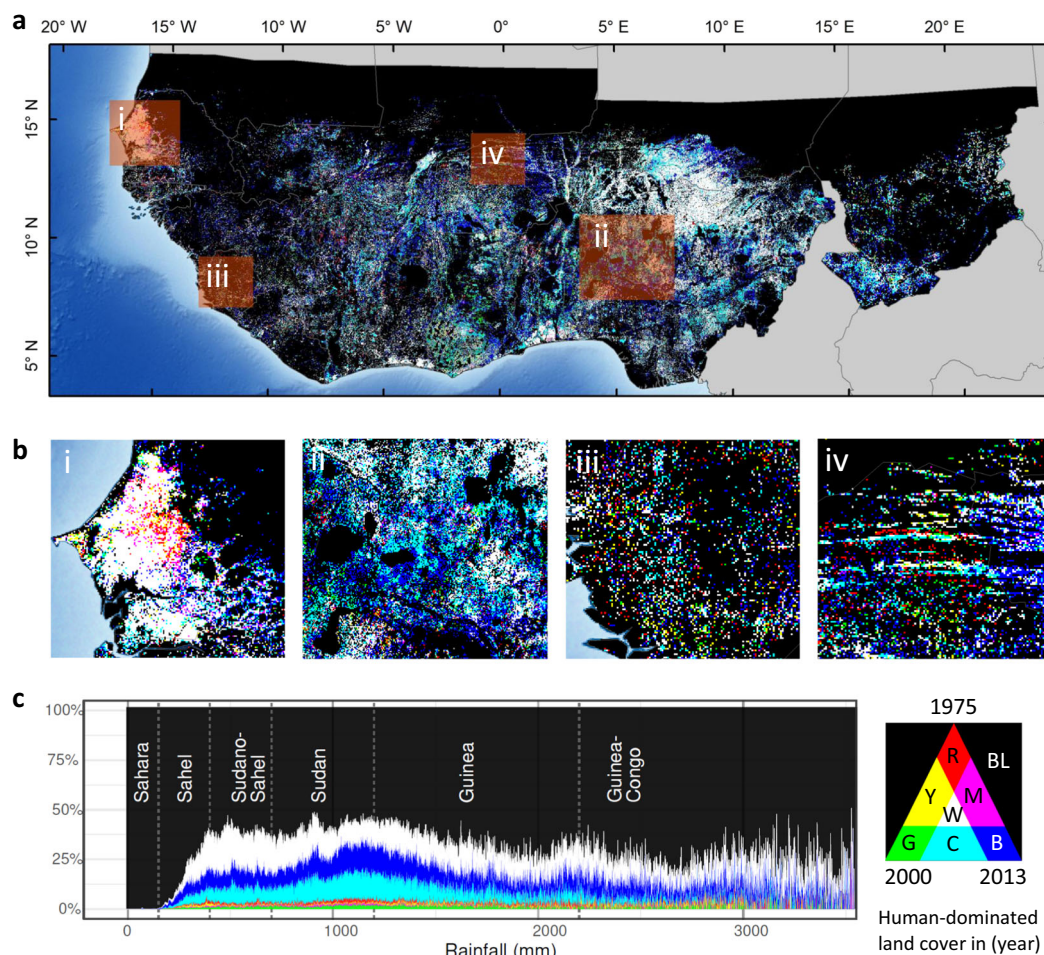 a
20° W 15° W 10° W 5° W 0° 5° E 10° E 15° E 20° E
15° N
10° N
5° N
i
iv
ii
iii
b
i
ii
iii
iv
c
100%
75%
50%
25%
0%
Sahara
Sahel
Sudano-
Sahel
Sudan
Guinea
Guinea-
Congo
0 1000 2000 3000
Rainfall (mm)
1975
R
BL
Y
M
W
G
C
B
2000
2013
Human-dominated
land cover in (year)